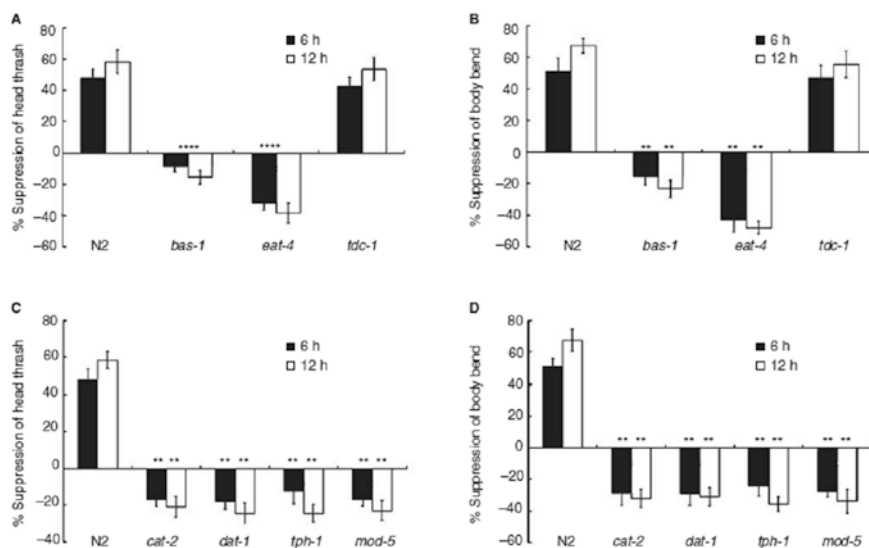 A
% Suppression of head thrash
80
60
40
20
0
−20
−40
−60
6 h
12 h
****
****
N2
bas-1
eat-4
tdc-1
B
% Suppression of body bend
80
60
40
20
0
−20
−40
−60
6 h
12 h
** **
** **
N2
bas-1
eat-4
tdc-1
C
% Suppression of head thrash
80
60
40
20
0
−20
−40
6 h
12 h
** **
** **
** **
** **
N2
cat-2
dat-1
tph-1
mod-5
D
% Suppression of body bend
80
60
40
20
0
−20
−40
−60
6 h
12 h
** **
** **
** **
** **
N2
cat-2
dat-1
tph-1
mod-5